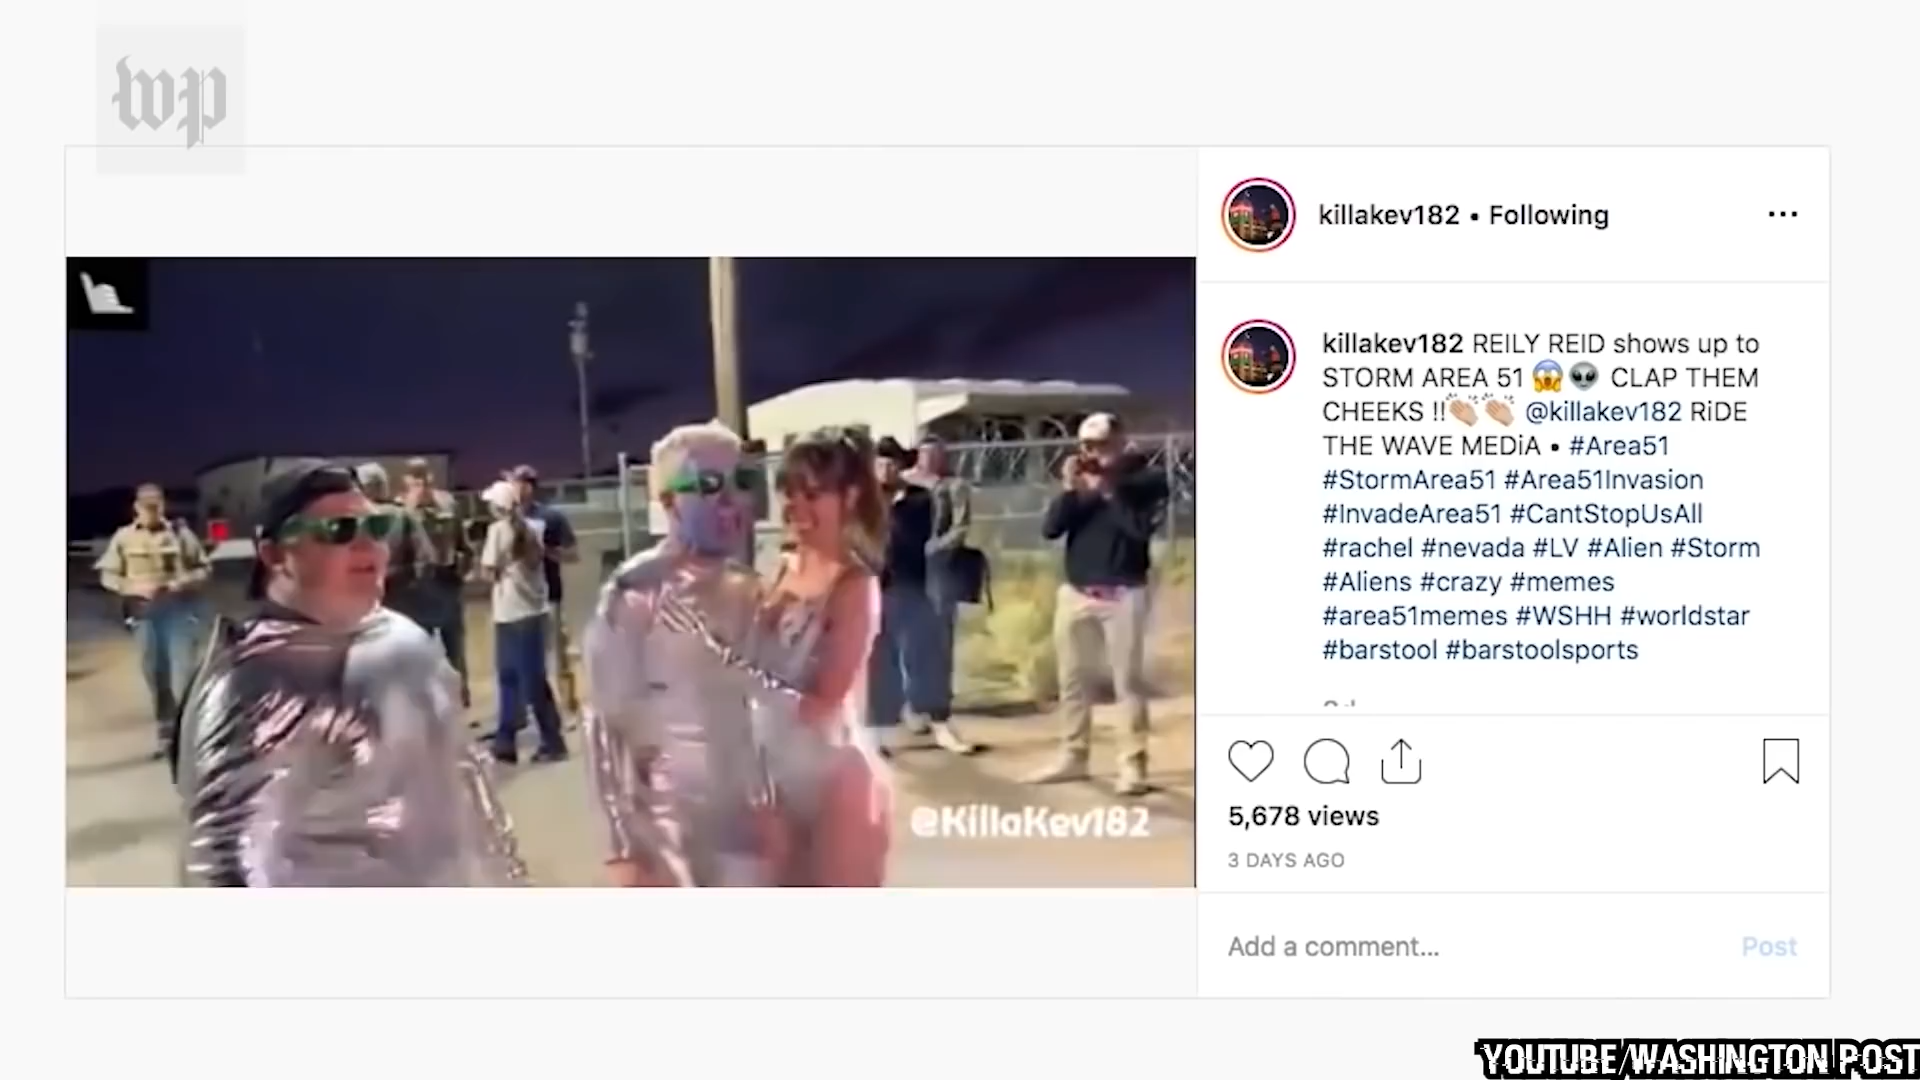 wp
killakev182 • Following
killakev182 REILY REID shows up to
STORM AREA 51 😱👽 CLAP THEM
CHEEKS !!👏🏼👏🏼 @killakev182 RiDE
THE WAVE MEDiA • #Area51
#StormArea51 #Area51Invasion
#InvadeArea51 #CantStopUsAll
#rachel #nevada #LV #Alien #Storm
#Aliens #crazy #memes
#area51memes #WSHH #worldstar
#barstool #barstoolsports
@KillaKev182
5,678 views
3 DAYS AGO
Add a comment...
Post
YOUTUBE/WASHINGTON POST